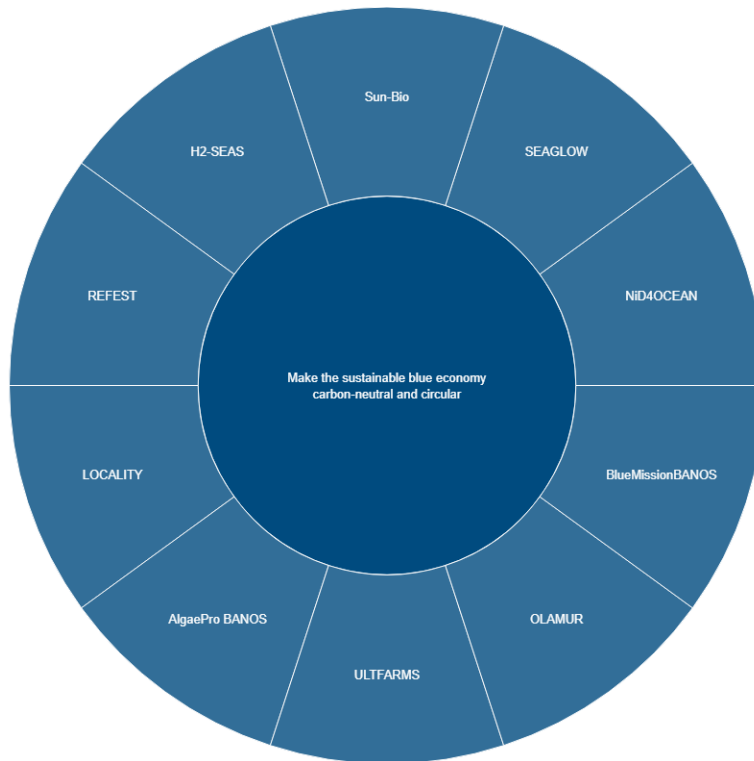 Sun-Bio
H2-SEAS
SEAGLOW
REFEST
NiD4OCEAN
Make the sustainable blue economy
carbon-neutral and circular
LOCALITY
BlueMissionBANOS
AlgaePro BANOS
OLAMUR
ULTFARMS